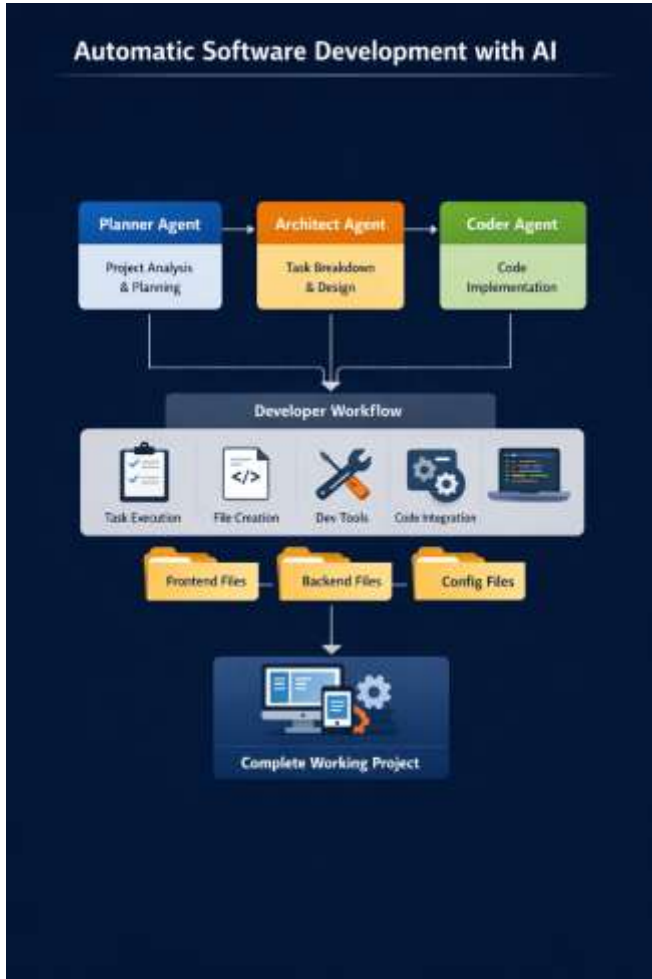 Automatic Software Development with AI
Planner Agent
Project Analysis
& Planning
Architect Agent
Task Breakdown
& Design
Coder Agent
Code
Implementation
Developer Workflow
</>
Task Execution
File Creation
Dev Tools
Code Integration
Frontend Files
Backend Files
Config Files
Complete Working Project